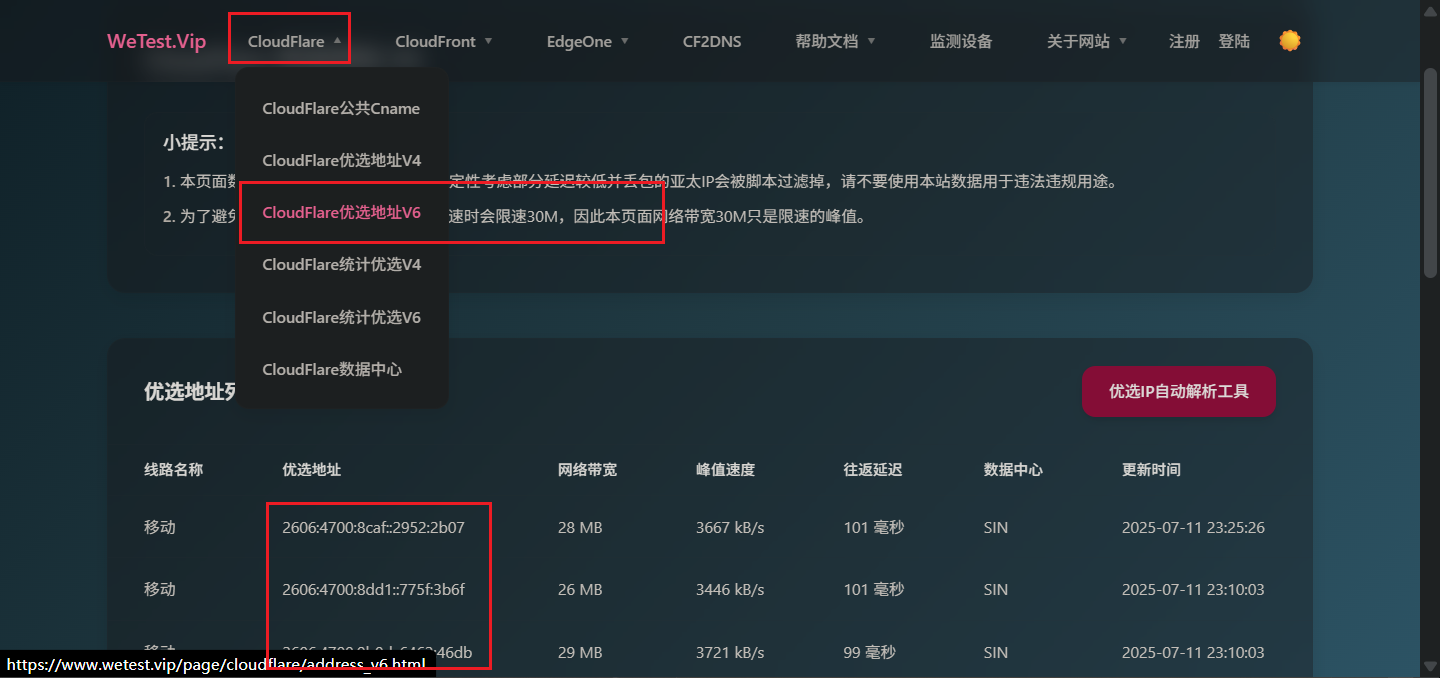 WeTest.Vip CloudFlare ▲ CloudFront ▼ EdgeOne ▼ CF2DNS 帮助文档 ▼ 监测设备 关于网站 ▼ 注册 登陆
CloudFlare公共Cname
CloudFlare优选地址V4
CloudFlare优选地址V6
CloudFlare统计优选V4
CloudFlare统计优选V6
CloudFlare数据中心
小提示：
1. 本页面数 定性考虑部分延迟较低并丢包的亚太IP会被脚本过滤掉，请不要使用本站数据用于违法违规用途。
2. 为了避免 速时会限速30M，因此本页面网络带宽30M只是限速的峰值。
优选地址列
优选IP自动解析工具
线路名称 优选地址 网络带宽 峰值速度 往返延迟 数据中心 更新时间
移动 2606:4700:8caf::2952:2b07 28 MB 3667 kB/s 101 毫秒 SIN 2025-07-11 23:25:26
移动 2606:4700:8dd1::775f:3b6f 26 MB 3446 kB/s 101 毫秒 SIN 2025-07-11 23:10:03
移动 29 MB 3721 kB/s 99 毫秒 SIN 2025-07-11 23:10:03
https://www.wetest.vip/page/cloudflare/address_v6.html